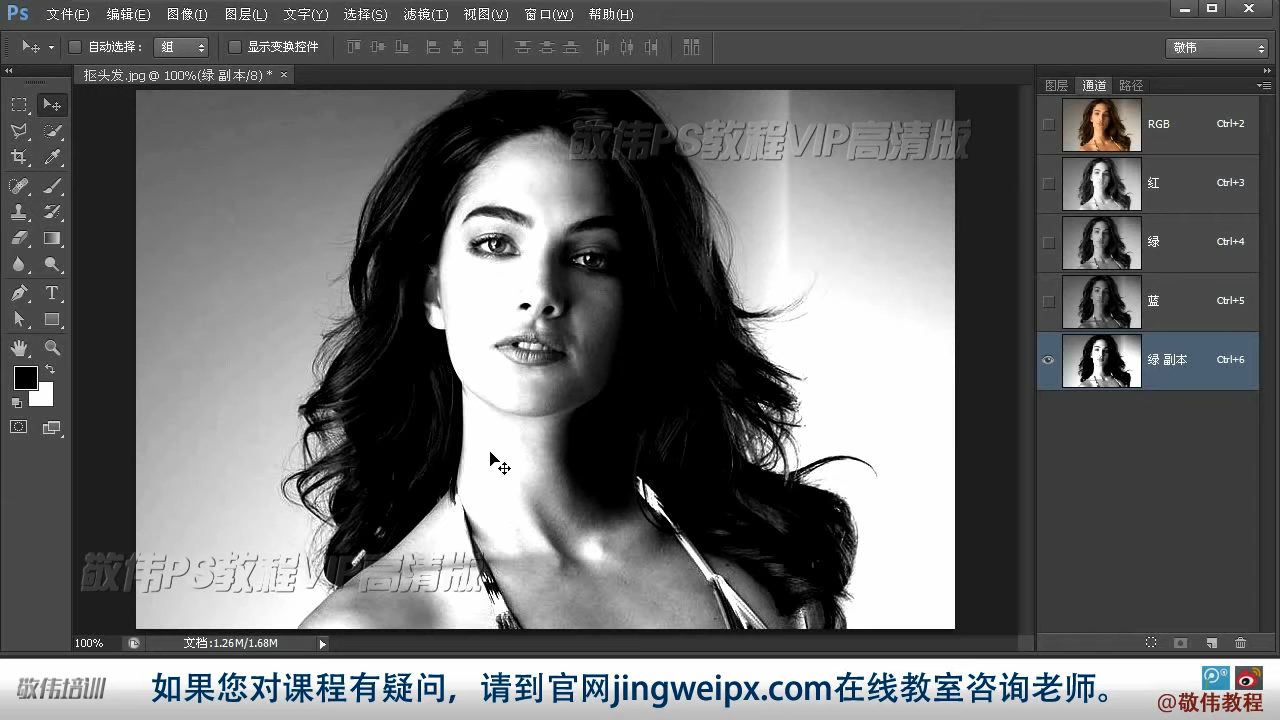 Ps 文件(F) 编辑(E) 图像(I) 图层(L) 文字(Y) 选择(S) 滤镜(T) 视图(V) 窗口(W) 帮助(H)
自动选择: 组 显示变换控件 敬伟
抠头发.jpg @ 100%(绿 副本/8) * ×
图层 通道 路径
RGB Ctrl+2
红 Ctrl+3
绿 Ctrl+4
蓝 Ctrl+5
绿 副本 Ctrl+6
敬伟PS教程VIP高清版
敬伟PS教程VIP高清版
100% 文档:1.26M/1.68M
敬伟培训 如果您对课程有疑问，请到官网jingweipx.com在线教室咨询老师。
@敬伟教程